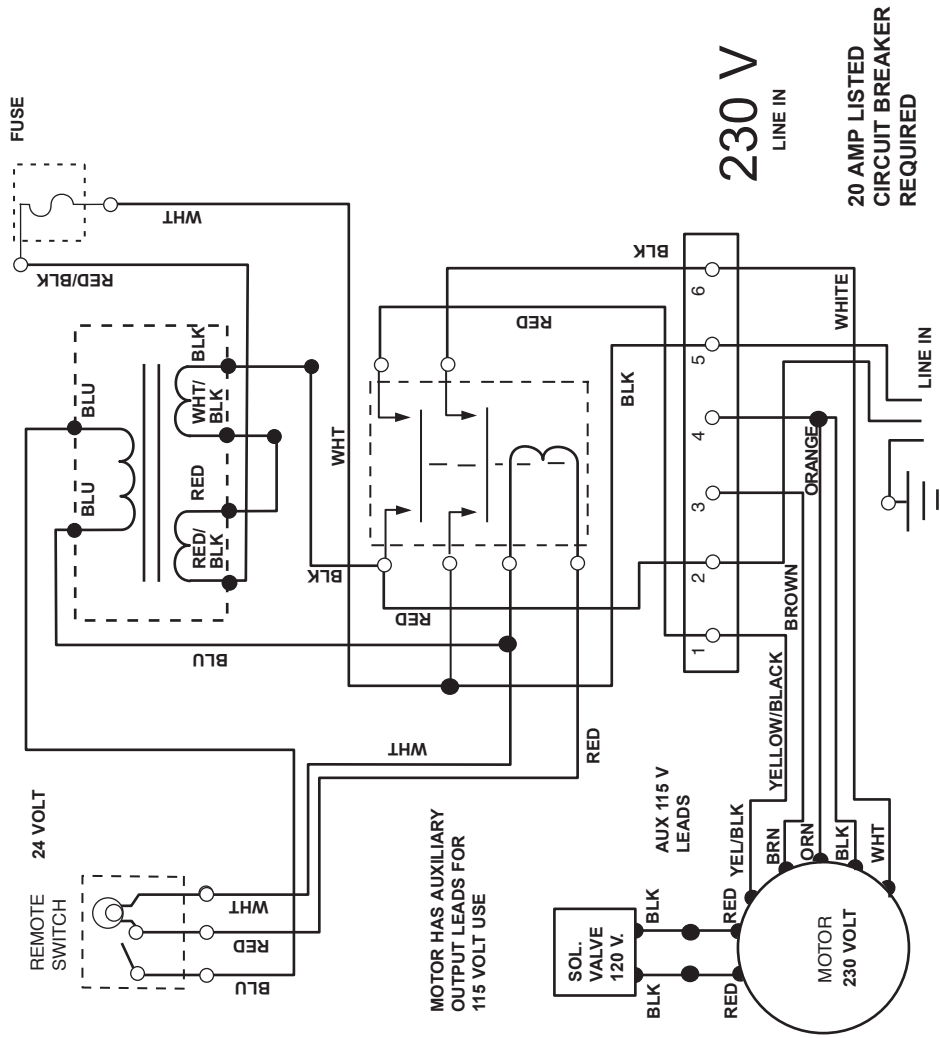 FUSE
WHT
RED/BLK
BLU
BLU
BLK
WHT/
BLK
RED
RED/
BLK
WHT
BLK
RED
BLU
RED
BLK
BLK
230 V
LINE IN
20 AMP LISTED
CIRCUIT BREAKER
REQUIRED
6
5
4
3
2
1
WHITE
LINE IN
ORANGE
BROWN
YELLOW/BLACK
24 VOLT
REMOTE
SWITCH
WHT
RED
BLU
WHT
RED
MOTOR HAS AUXILIARY
OUTPUT LEADS FOR
115 VOLT USE
AUX 115 V
LEADS
YEL/BLK
BRN
ORN
BLK
WHT
SOL.
VALVE
120 V.
BLK
BLK
RED
RED
MOTOR
230 VOLT